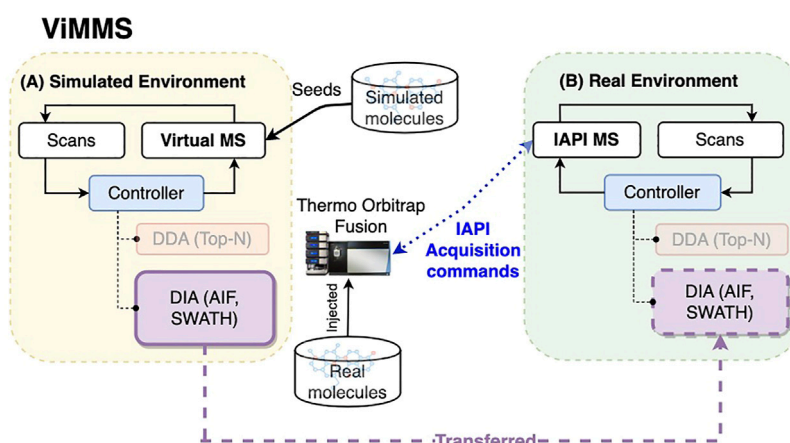 ViMMS
(A) Simulated Environment
Scans
Virtual MS
Controller
DDA (Top-N)
DIA (AIF,
SWATH)
Seeds
Simulated
molecules
Thermo Orbitrap
Fusion
Injected
Real
molecules
IAPI
Acquisition
commands
(B) Real Environment
IAPI MS
Scans
Controller
DDA (Top-N)
DIA (AIF,
SWATH)
Transferred